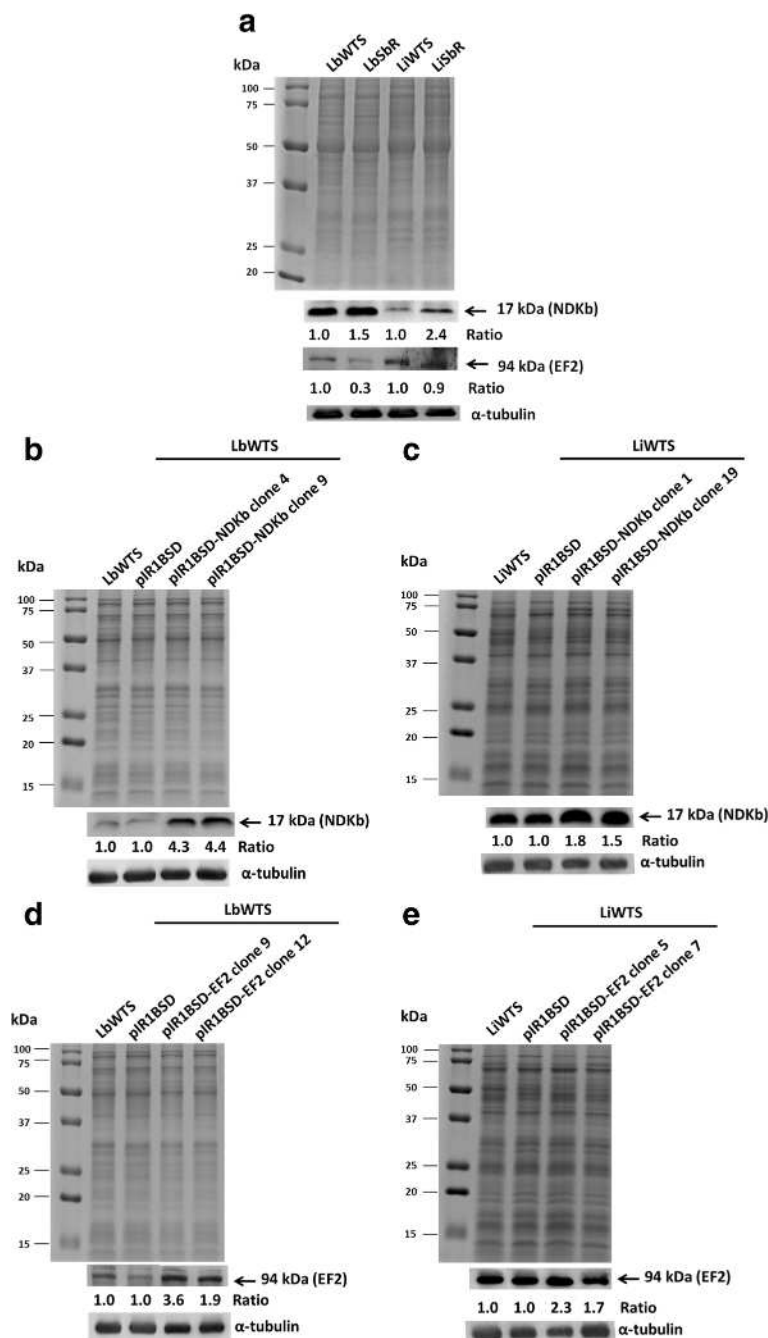 a
LbWTS LbSbR LiWTS LiSbR
kDa
100
75
50
37
25
20
17 kDa (NDKb)
1.0 1.5 1.0 2.4 Ratio
94 kDa (EF2)
1.0 0.3 1.0 0.9 Ratio
α-tubulin
b
LbWTS
LbWTS pIR1BSD pIR1BSD-NDKb clone 4 pIR1BSD-NDKb clone 9
kDa
100
75
50
37
25
20
15
17 kDa (NDKb)
1.0 1.0 4.3 4.4 Ratio
α-tubulin
c
LiWTS
LiWTS pIR1BSD pIR1BSD-NDKb clone 1 pIR1BSD-NDKb clone 19
kDa
100
75
50
37
25
20
15
17 kDa (NDKb)
1.0 1.0 1.8 1.5 Ratio
α-tubulin
d
LbWTS
LbWTS pIR1BSD pIR1BSD-EF2 clone 9 pIR1BSD-EF2 clone 12
kDa
100
75
50
37
25
20
15
94 kDa (EF2)
1.0 1.0 3.6 1.9 Ratio
α-tubulin
e
LiWTS
LiWTS pIR1BSD pIR1BSD-EF2 clone 5 pIR1BSD-EF2 clone 7
kDa
100
75
50
37
25
20
15
94 kDa (EF2)
1.0 1.0 2.3 1.7 Ratio
α-tubulin